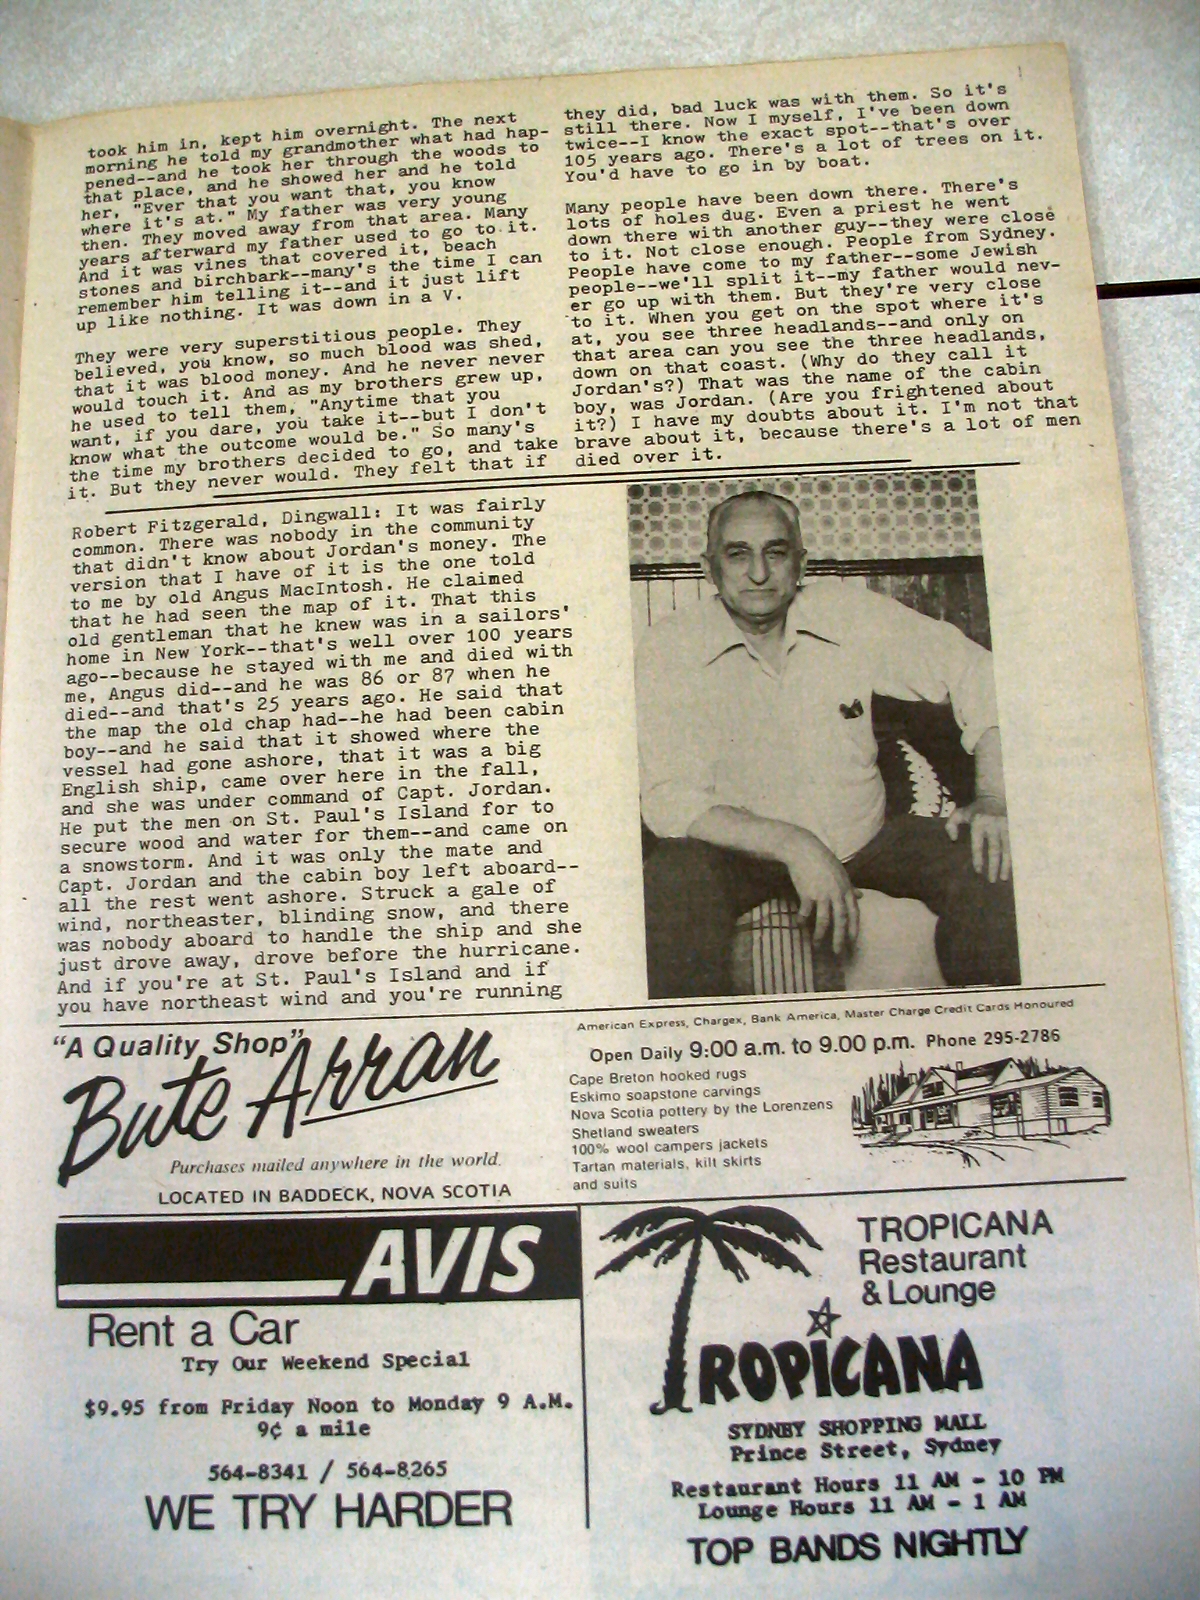 took him in, kept him overnight. The next
morning he told my grandmother what had hap-
pened--and he took her through the woods to
that place, and he showed her and he told
her, "Ever that you want that, you know
where it's at." My father was very young
then. They moved away from that area. Many
years afterward my father used to go to it.
And it was vines that covered it, beach
stones and birchbark--many's the time I can
remember him telling it--and it just lift
up like nothing. It was down in a V.
They were very superstitious people. They
believed, you know, so much blood was shed,
that it was blood money. And he never never
would touch it. And as my brothers grew up,
he used to tell them, "Anytime that you
want, if you dare, you take it--but I don't
know what the outcome would be." So many's
the time my brothers decided to go, and take
it. But they never would. They felt that if
they did, bad luck was with them. So it's
still there. Now I myself, I've been down
twice--I know the exact spot--that's over
105 years ago. There's a lot of trees on it.
You'd have to go in by boat.
Many people have been down there. There's
lots of holes dug. Even a priest he went
down there with another guy--they were close
to it. Not close enough. People from Sydney.
People have come to my father--some Jewish
people--we'll split it--my father would nev-
er go up with them. But they're very close
to it. When you get on the spot where it's
at, you see three headlands--and only on
that area can you see the three headlands,
down on that coast. (Why do they call it
Jordan's?) That was the name of the cabin
boy, was Jordan. (Are you frightened about
it?) I have my doubts about it. I'm not that
brave about it, because there's a lot of men
died over it.
Robert Fitzgerald, Dingwall: It was fairly
common. There was nobody in the community
that didn't know about Jordan's money. The
version that I have of it is the one told
to me by old Angus MacIntosh. He claimed
that he had seen the map of it. That this
old gentleman that he knew was in a sailors'
home in New York--that's well over 100 years
ago--because he stayed with me and died with
me, Angus did--and he was 86 or 87 when he
died--and that's 25 years ago. He said that
the map the old chap had--he had been cabin
boy--and he said that it showed where the
vessel had gone ashore, that it was a big
English ship, came over here in the fall,
and she was under command of Capt. Jordan.
He put the men on St. Paul's Island for to
secure wood and water for them--and came on
a snowstorm. And it was only the mate and
Capt. Jordan and the cabin boy left aboard--
all the rest went ashore. Struck a gale of
wind, northeaster, blinding snow, and there
was nobody aboard to handle the ship and she
just drove away, drove before the hurricane.
And if you're at St. Paul's Island and if
you have northeast wind and you're running
"A Quality Shop"
Bute Arran
Purchases mailed anywhere in the world.
LOCATED IN BADDECK, NOVA SCOTIA
American Express, Chargex, Bank America, Master Charge Credit Cards Honoured
Open Daily 9:00 a.m. to 9.00 p.m. Phone 295-2786
Cape Breton hooked rugs
Eskimo soapstone carvings
Nova Scotia pottery by the Lorenzens
Shetland sweaters
100% wool campers jackets
Tartan materials, kilt skirts
and suits
AVIS
Rent a Car
Try Our Weekend Special
$9.95 from Friday Noon to Monday 9 A.M.
9¢ a mile
564-8341 / 564-8265
WE TRY HARDER
TROPICANA
Restaurant
& Lounge
TROPICANA
SYDNEY SHOPPING MALL
Prince Street, Sydney
Restaurant Hours 11 AM - 10 PM
Lounge Hours 11 AM - 1 AM
TOP BANDS NIGHTLY